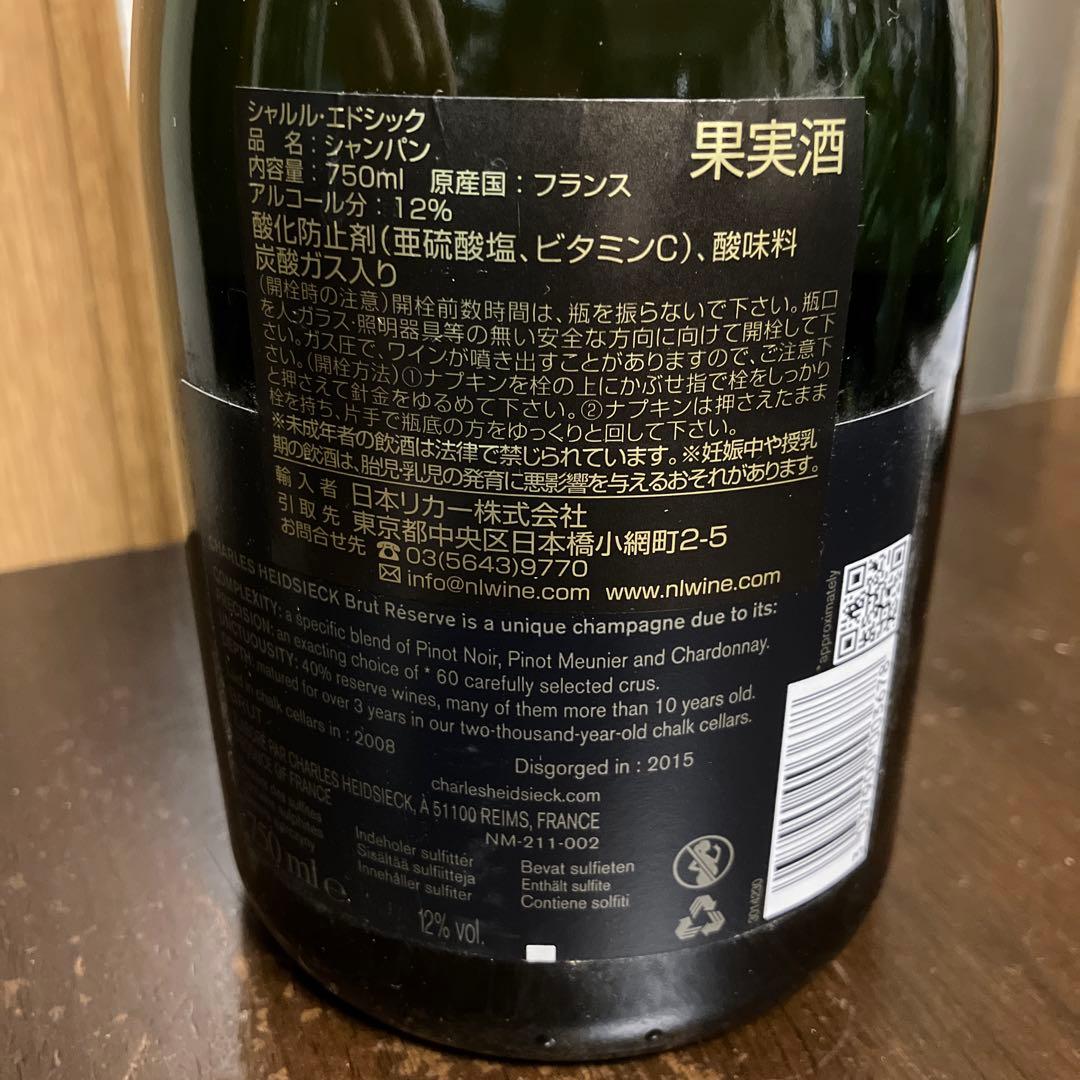 シャルル・エドシック
果実酒
品 名：シャンパン
内容量：750ml 原産国：フランス
アルコール分：12%
酸化防止剤（亜硫酸塩、ビタミンC）、酸味料
炭酸ガス入り
（開栓時の注意）開栓前数時間は、瓶を振らないで下さい。瓶口
を人・ガラス・照明器具等の無い安全な方向に向けて開栓して下
さい。ガス圧で、ワインが噴き出すことがありますので、ご注意下
さい。（開栓方法）①ナプキンを栓の上にかぶせ指で栓をしっかり
と押さえて針金をゆるめて下さい。②ナプキンは押さえたまま
栓を持ち、片手で瓶底の方をゆっくりと回して下さい。
※未成年者の飲酒は法律で禁じられています。※妊娠中や授乳
期の飲酒は、胎児・乳児の発育に悪影響を与えるおそれがあります。
輸入者 日本リカー株式会社
引取先 東京都中央区日本橋小網町2-5
お問合せ先 ☎03(5643)9770
✉info@nlwine.com www.nlwine.com
CHARLES HEIDSIECK Brut Réserve is a unique champagne due to its:
COMPLEXITY: a specific blend of Pinot Noir, Pinot Meunier and Chardonnay.
PRECISION: an exacting choice of * 60 carefully selected crus.
UNCTUOUSITY: 40% reserve wines, many of them more than 10 years old.
DEPTH: matured for over 3 years in our two-thousand-year-old chalk cellars.
*approximately
in chalk cellars in : 2008
Disgorged in : 2015
BRUT
PAR CHARLES HEIDSIECK, À 51100 REIMS, FRANCE
charlesheidsieck.com
OF FRANCE
NM-211-002
750 ml e
Indeholder sulfitter
Sisältää sulfiitteja
Innehåller sulfiter
Bevat sulfieten
Enthält sulfite
Contiene solfiti
12% vol.
3014230